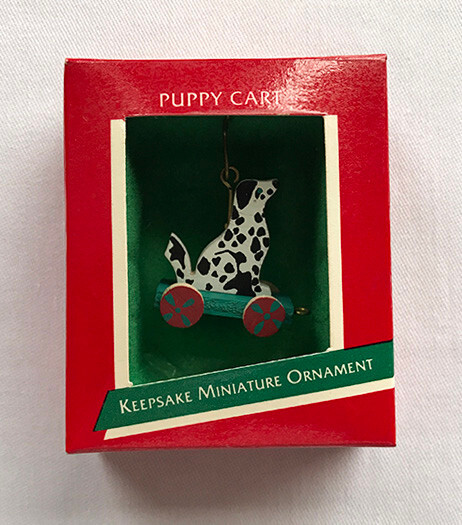 PUPPY CART
KEEPSAKE MINIATURE ORNAMENT